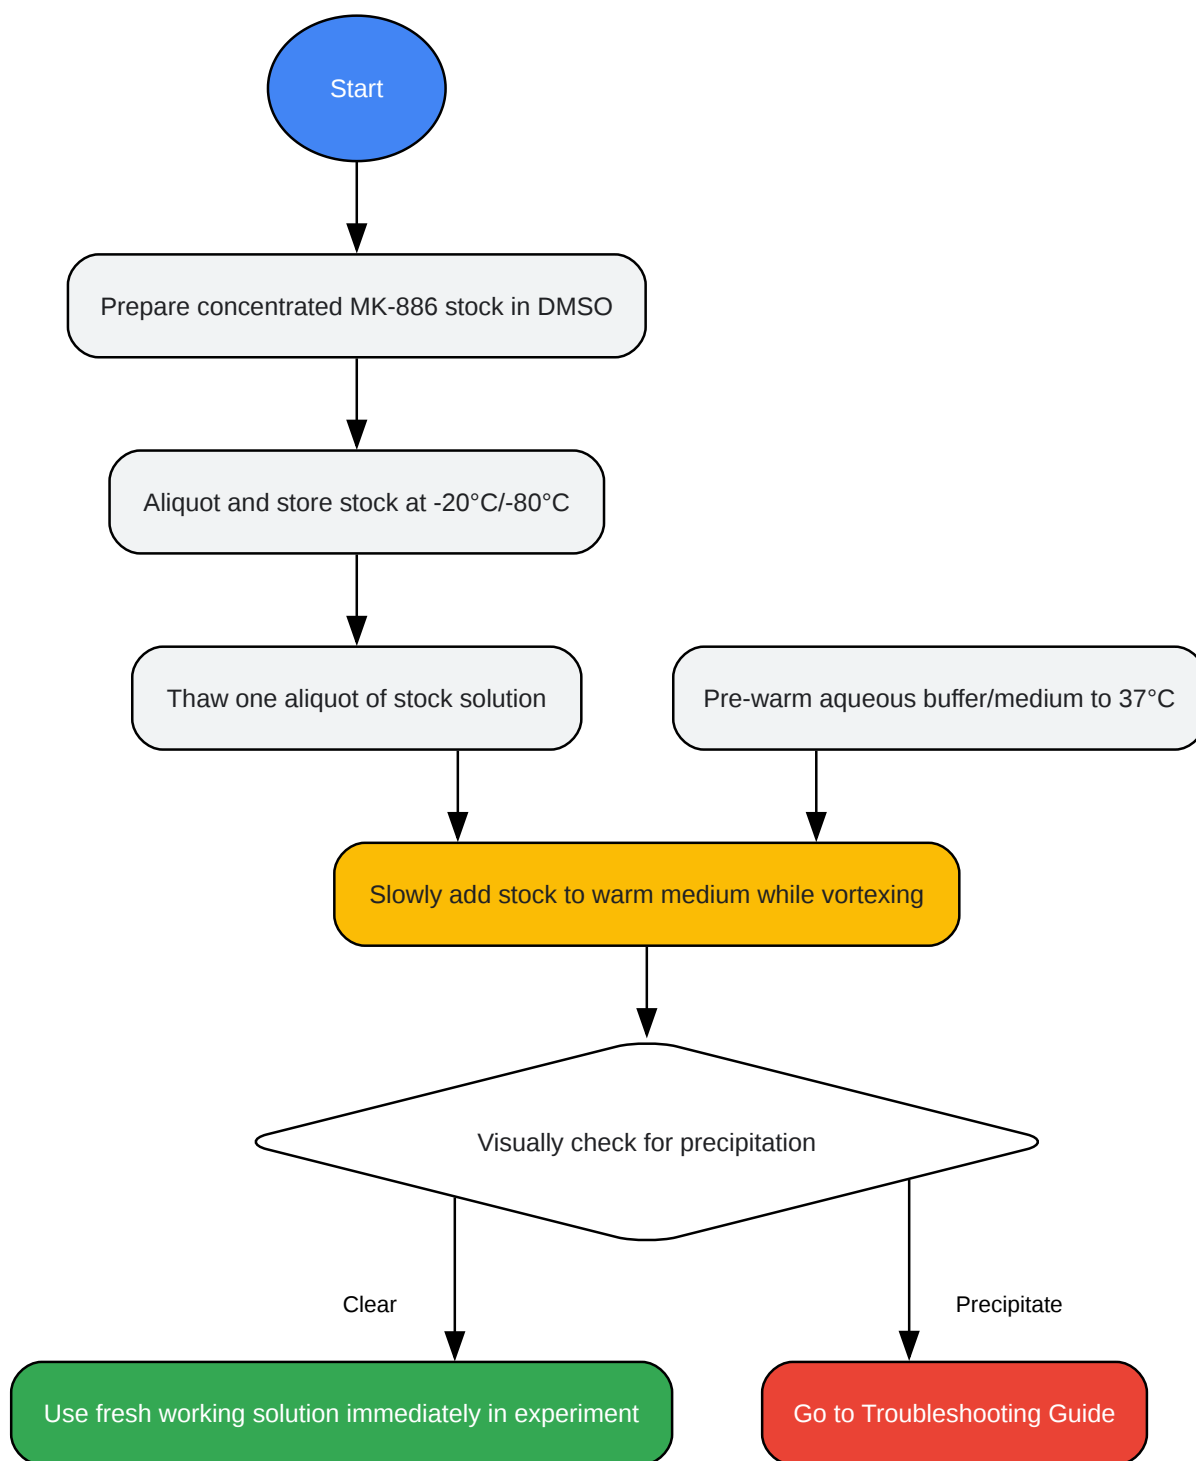 Start
Prepare concentrated MK-886 stock in DMSO
Aliquot and store stock at -20°C/-80°C
Thaw one aliquot of stock solution
Pre-warm aqueous buffer/medium to 37°C
Slowly add stock to warm medium while vortexing
Visually check for precipitation
Clear
Precipitate
Use fresh working solution immediately in experiment
Go to Troubleshooting Guide